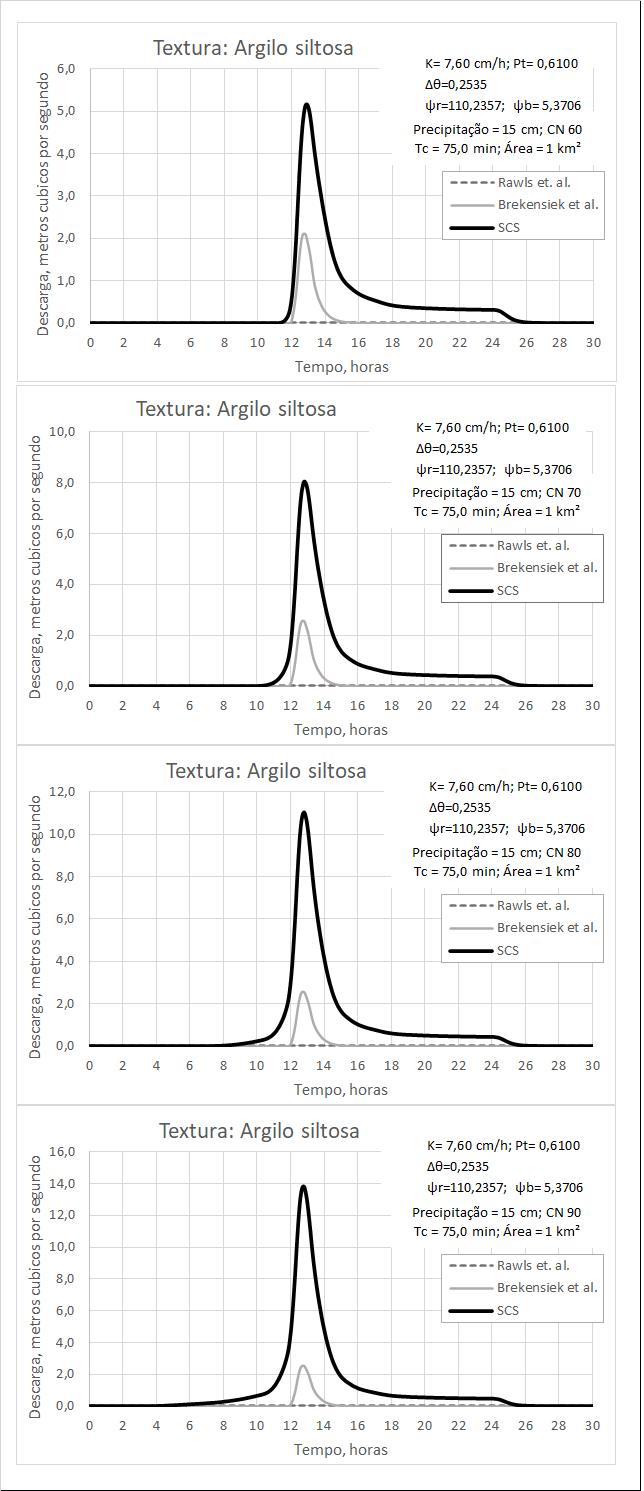 Textura: Argilo siltosa
K= 7,60 cm/h; Pt= 0,6100
Δθ=0,2535
ψr=110,2357; ψb= 5,3706
Precipitação = 15 cm; CN 60
Tc = 75,0 min; Área = 1 km²
Rawls et. al.
Brekensiek et al.
SCS
Descarga, metros cubicos por segundo
6,0
5,0
4,0
3,0
2,0
1,0
0,0
0 2 4 6 8 10 12 14 16 18 20 22 24 26 28 30
Tempo, horas
Textura: Argilo siltosa
K= 7,60 cm/h; Pt= 0,6100
Δθ=0,2535
ψr=110,2357; ψb= 5,3706
Precipitação = 15 cm; CN 70
Tc = 75,0 min; Área = 1 km²
Rawls et. al.
Brekensiek et al.
SCS
Descarga, metros cubicos por segundo
10,0
8,0
6,0
4,0
2,0
0,0
0 2 4 6 8 10 12 14 16 18 20 22 24 26 28 30
Tempo, horas
Textura: Argilo siltosa
K= 7,60 cm/h; Pt= 0,6100
Δθ=0,2535
ψr=110,2357; ψb= 5,3706
Precipitação = 15 cm; CN 80
Tc = 75,0 min; Área = 1 km²
Rawls et. al.
Brekensiek et al.
SCS
Descarga, metros cubicos por segundo
12,0
10,0
8,0
6,0
4,0
2,0
0,0
0 2 4 6 8 10 12 14 16 18 20 22 24 26 28 30
Tempo, horas
Textura: Argilo siltosa
K= 7,60 cm/h; Pt= 0,6100
Δθ=0,2535
ψr=110,2357; ψb= 5,3706
Precipitação = 15 cm; CN 90
Tc = 75,0 min; Área = 1 km²
Rawls et. al.
Brekensiek et al.
SCS
Descarga, metros cubicos por segundo
16,0
14,0
12,0
10,0
8,0
6,0
4,0
2,0
0,0
0 2 4 6 8 10 12 14 16 18 20 22 24 26 28 30
Tempo, horas